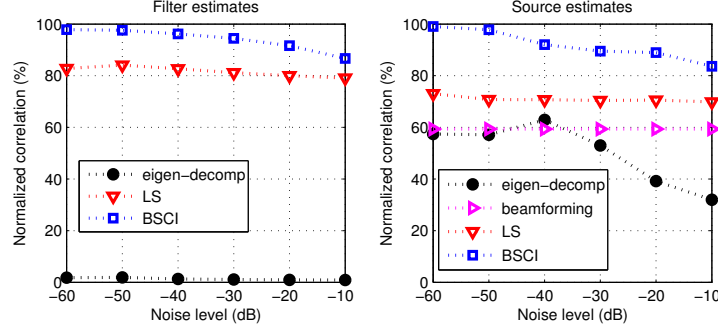 Filter estimates
Normalized correlation (%)
100
80
60
40
20
0
eigen−decomp
LS
BSCI
−60 −50 −40 −30 −20 −10
Noise level (dB)
Source estimates
Normalized correlation (%)
100
80
60
40
20
0
eigen−decomp
beamforming
LS
BSCI
−60 −50 −40 −30 −20 −10
Noise level (dB)